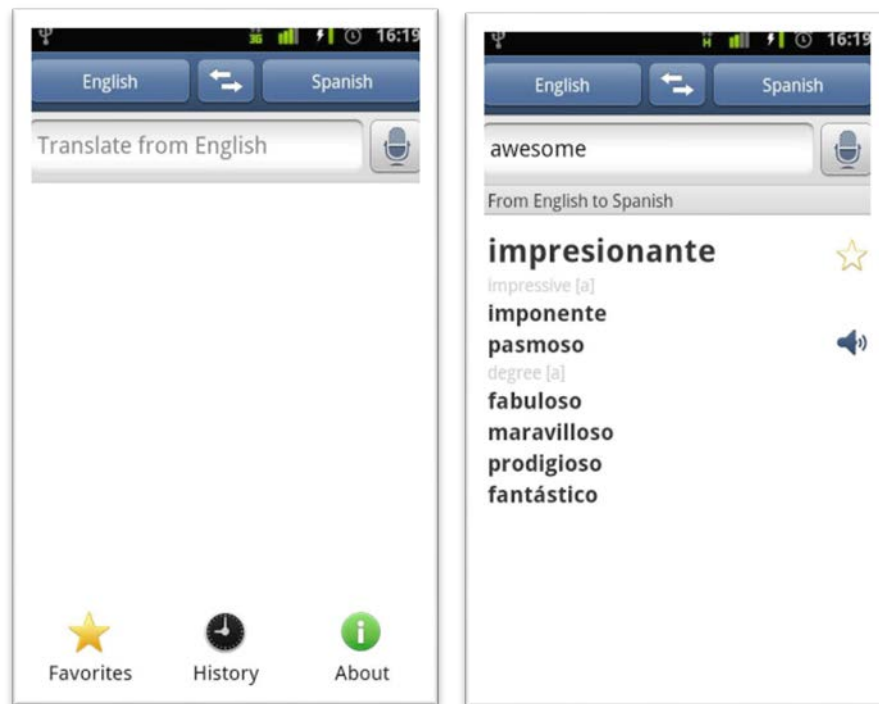 3G 16:19
English Spanish
Translate from English
Favorites History About
H 16:19
English Spanish
awesome
From English to Spanish
impresionante
impressive [a]
imponente
pasmoso
degree [a]
fabuloso
maravilloso
prodigioso
fantástico